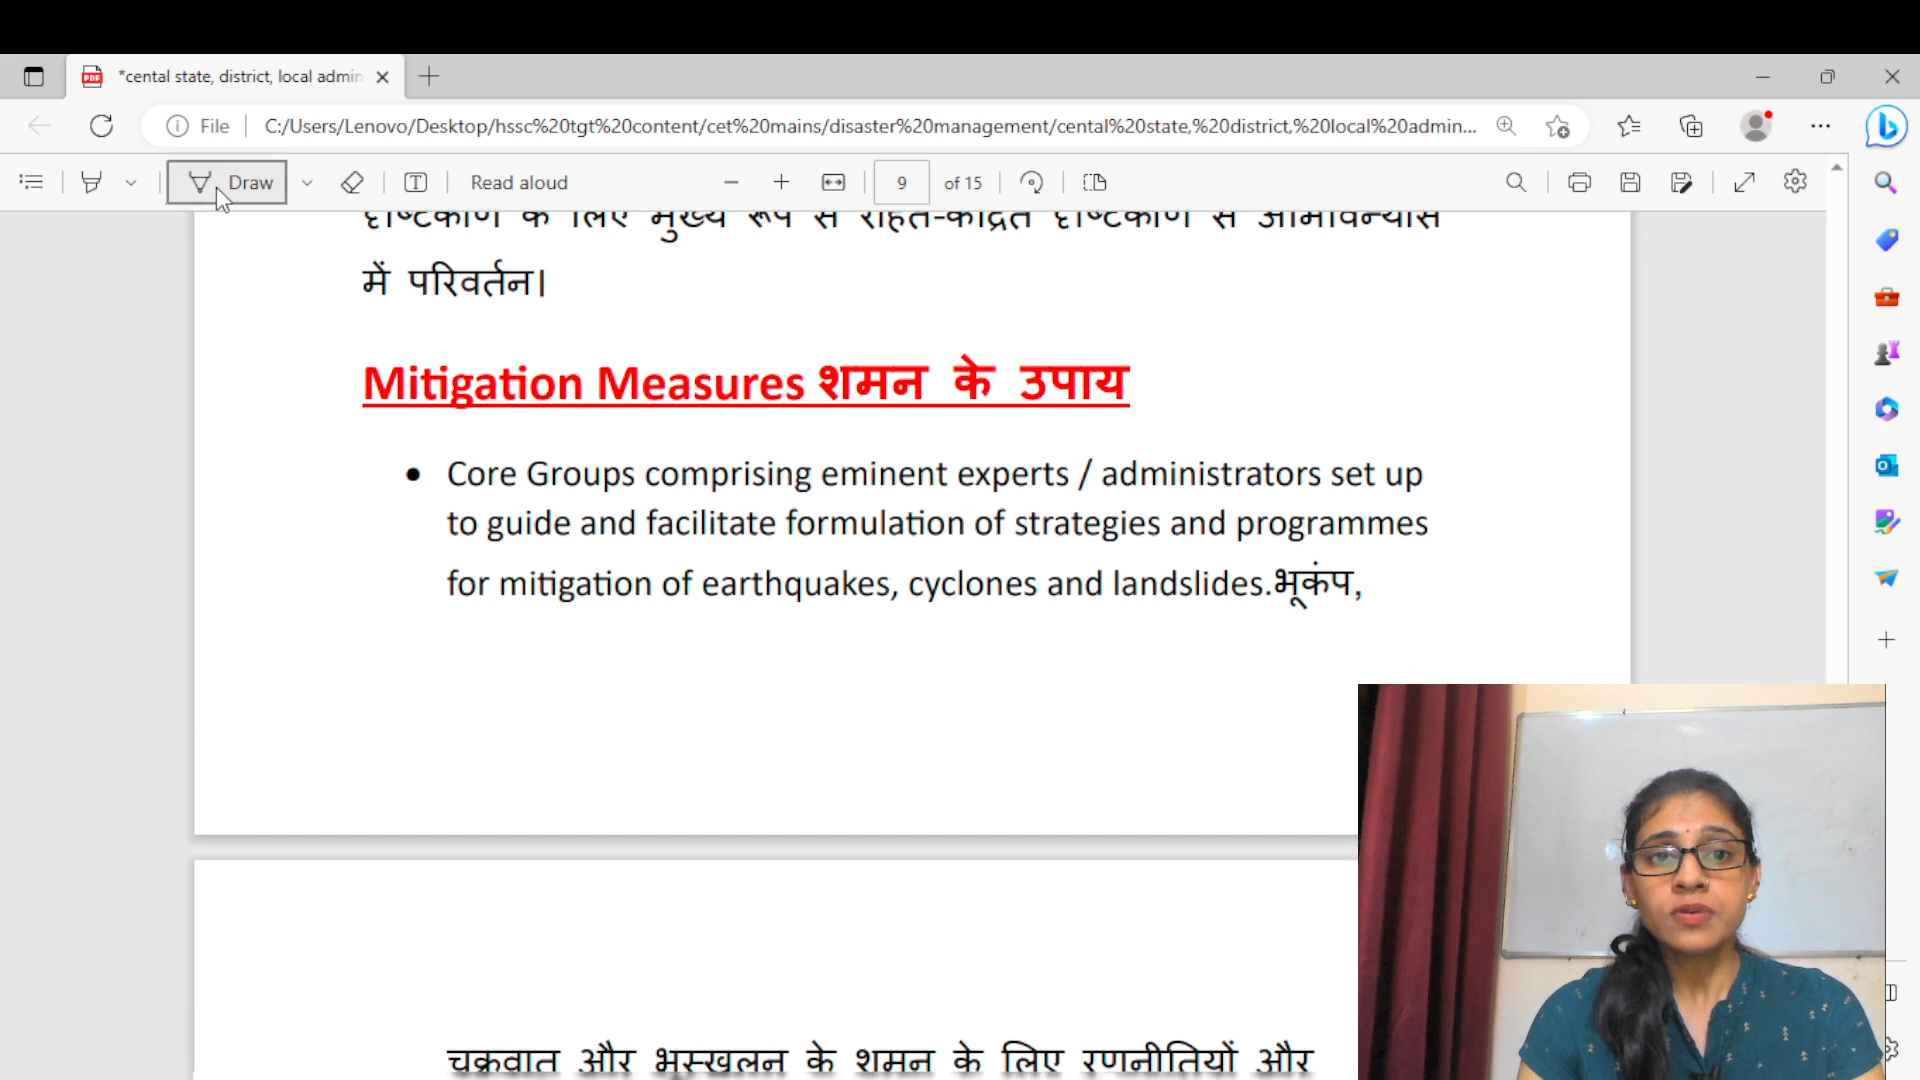 *cental state, district, local admin
File
C:/Users/Lenovo/Desktop/hssc%20tgt%20content/cet%20mains/disaster%20management/cental%20state,%20district,%20local%20admin...
Draw
Read aloud
9 of 15
दृष्टिकोण के लिए मुख्य रूप से राहत-केंद्रित दृष्टिकोण से अभिविन्यास
में परिवर्तन।
Mitigation Measures शमन के उपाय
• Core Groups comprising eminent experts / administrators set up
to guide and facilitate formulation of strategies and programmes
for mitigation of earthquakes, cyclones and landslides.भूकंप,
चक्रवात और भूस्खलन के शमन के लिए रणनीतियों और